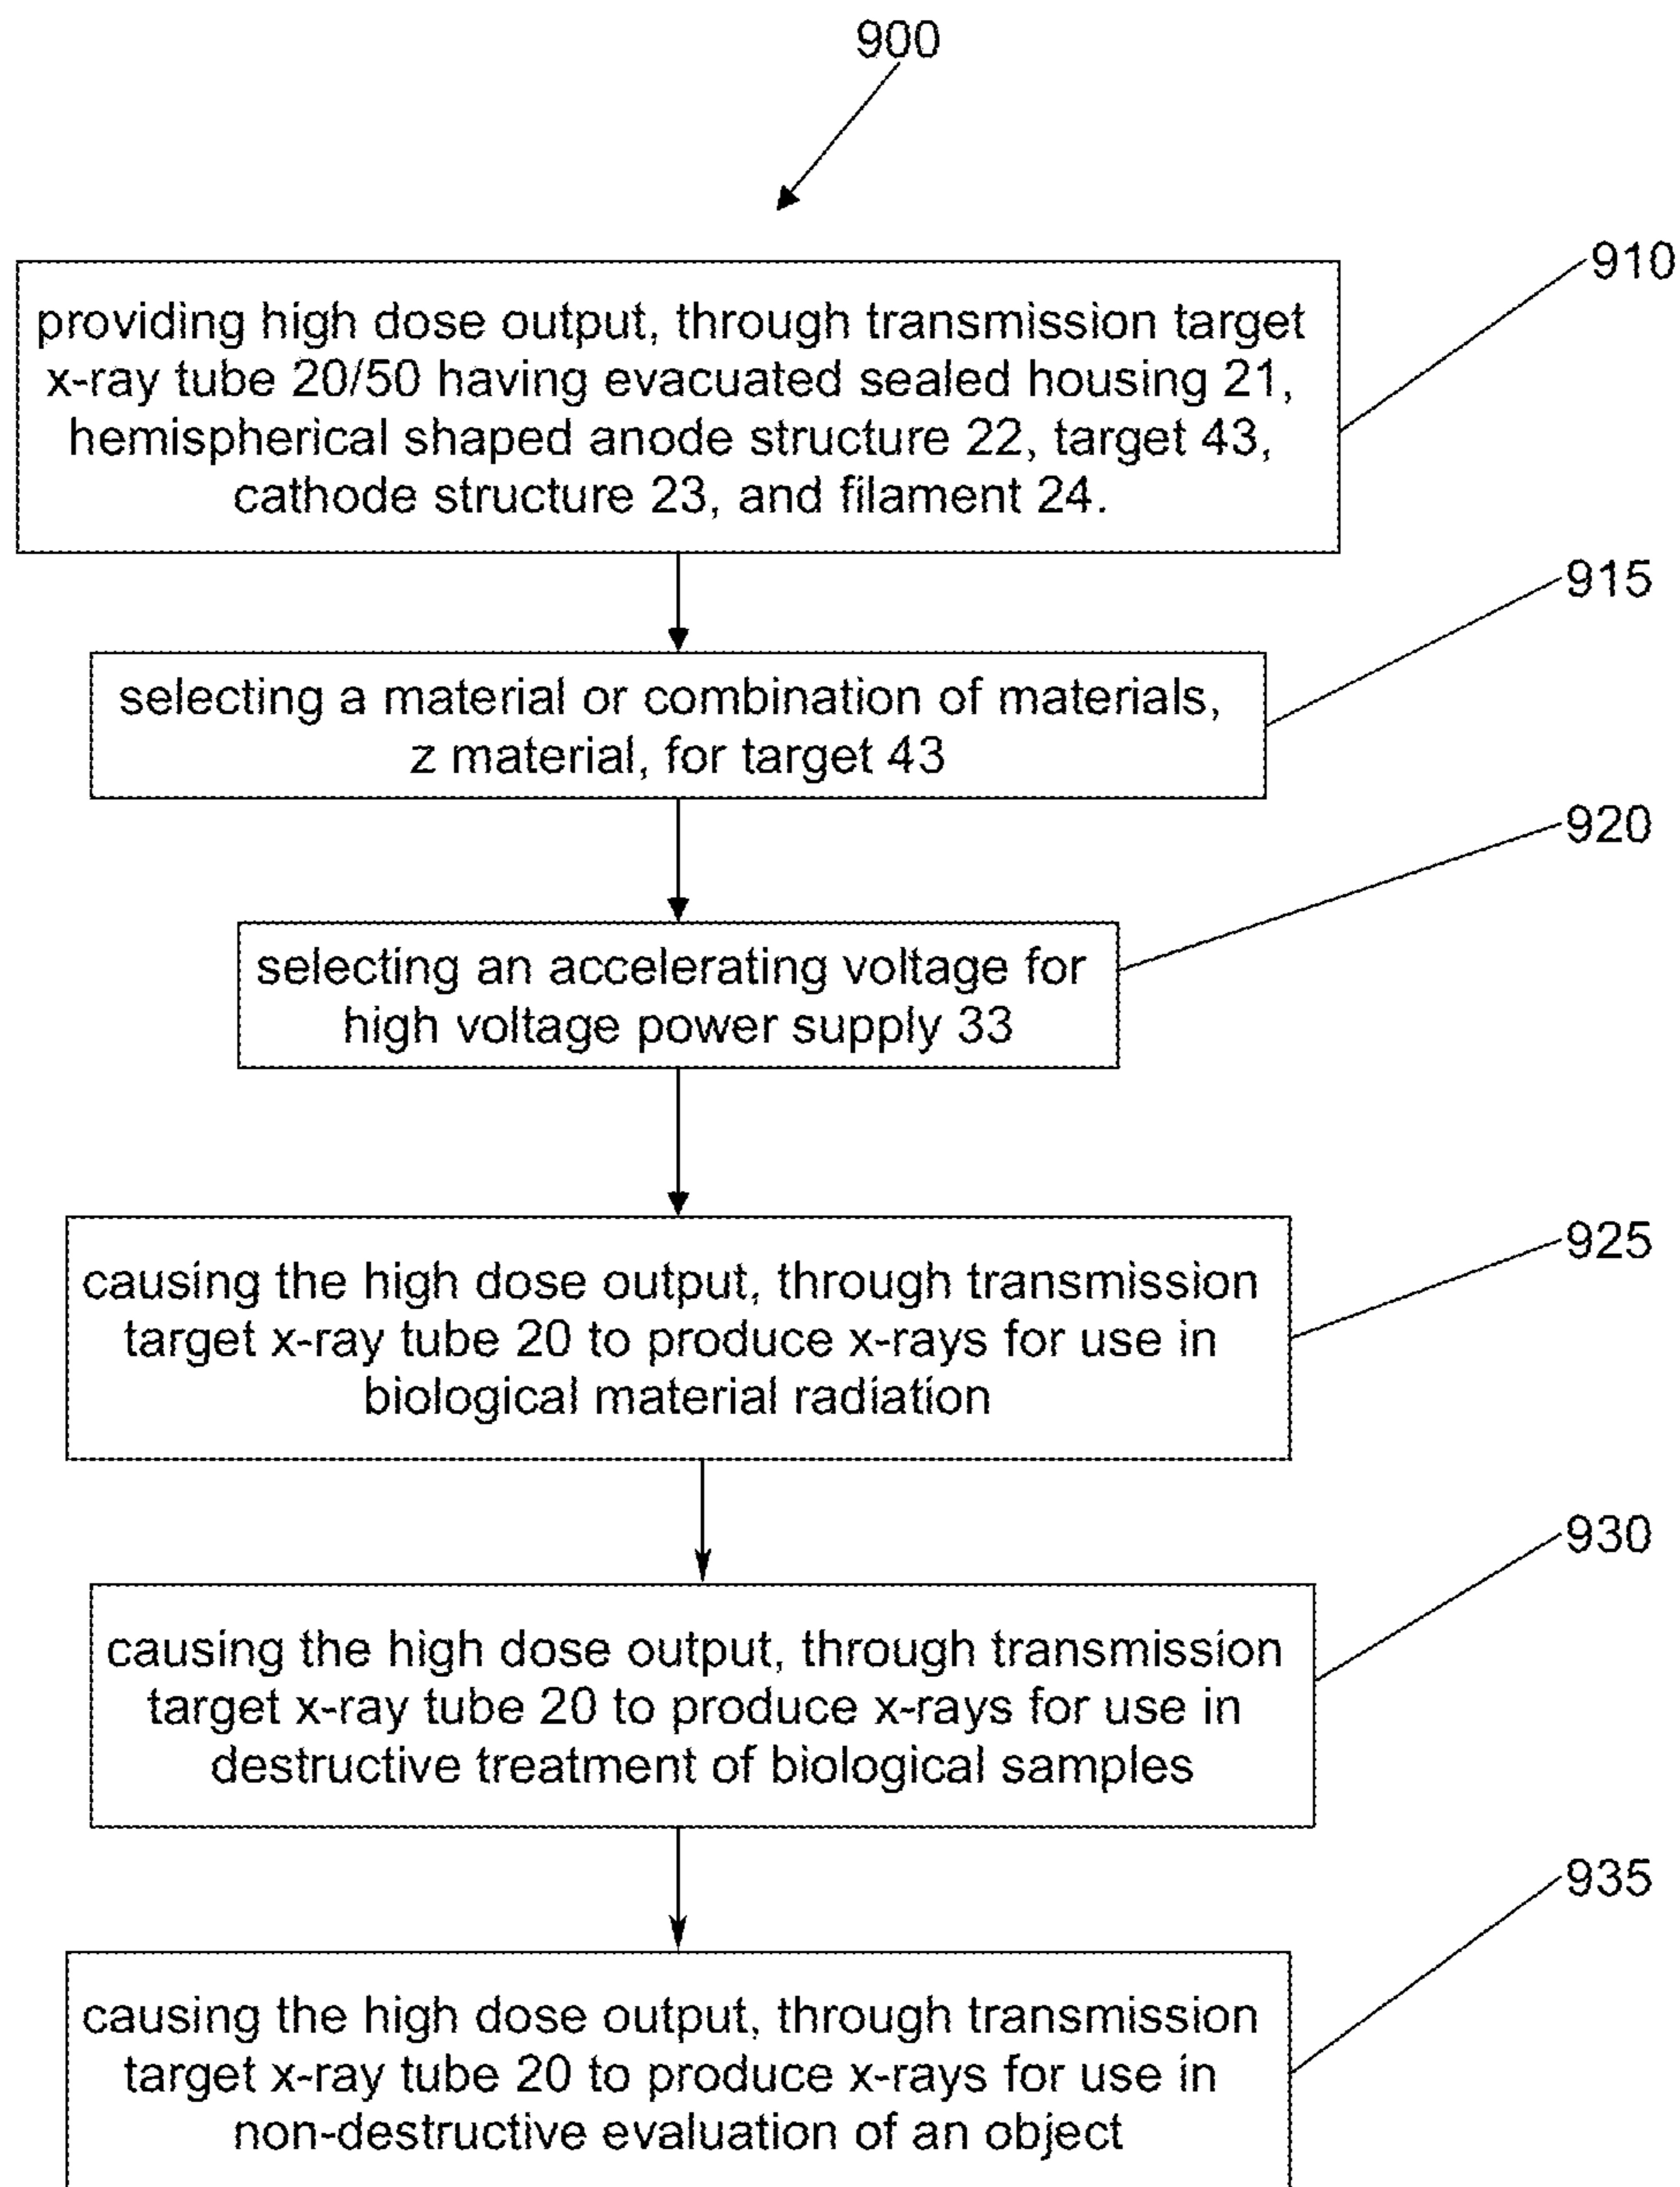 900
910
providing high dose output, through transmission target
x-ray tube 20/50 having evacuated sealed housing 21,
hemispherical shaped anode structure 22, target 43,
cathode structure 23, and filament 24.
915
selecting a material or combination of materials,
z material, for target 43
920
selecting an accelerating voltage for
high voltage power supply 33
925
causing the high dose output, through transmission
target x-ray tube 20 to produce x-rays for use in
biological material radiation
930
causing the high dose output, through transmission
target x-ray tube 20 to produce x-rays for use in
destructive treatment of biological samples
935
causing the high dose output, through transmission
target x-ray tube 20 to produce x-rays for use in
non-destructive evaluation of an object